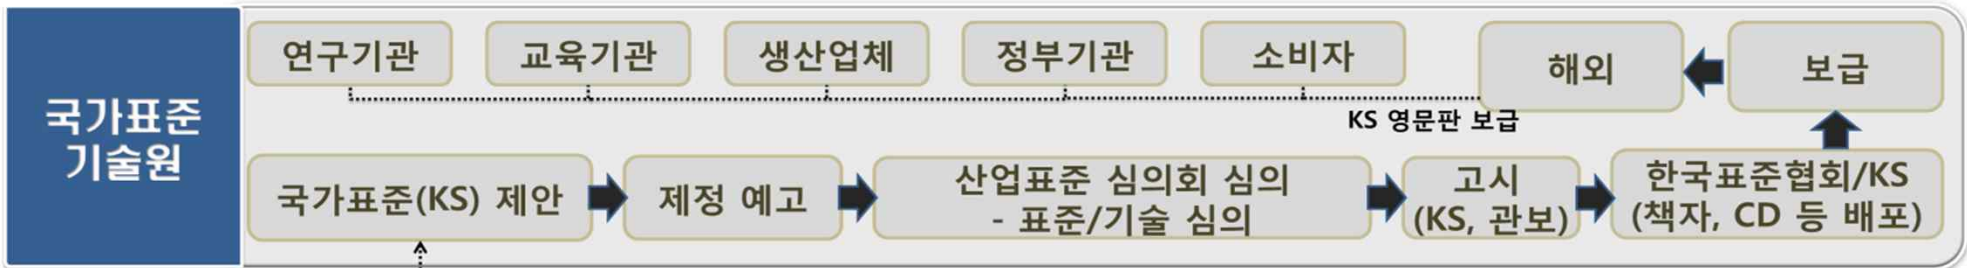 국가표준
기술원
연구기관
교육기관
생산업체
정부기관
소비자
해외
보급
KS 영문판 보급
국가표준(KS) 제안
제정 예고
산업표준 심의회 심의
- 표준/기술 심의
고시
(KS, 관보)
한국표준협회/KS
(책자, CD 등 배포)